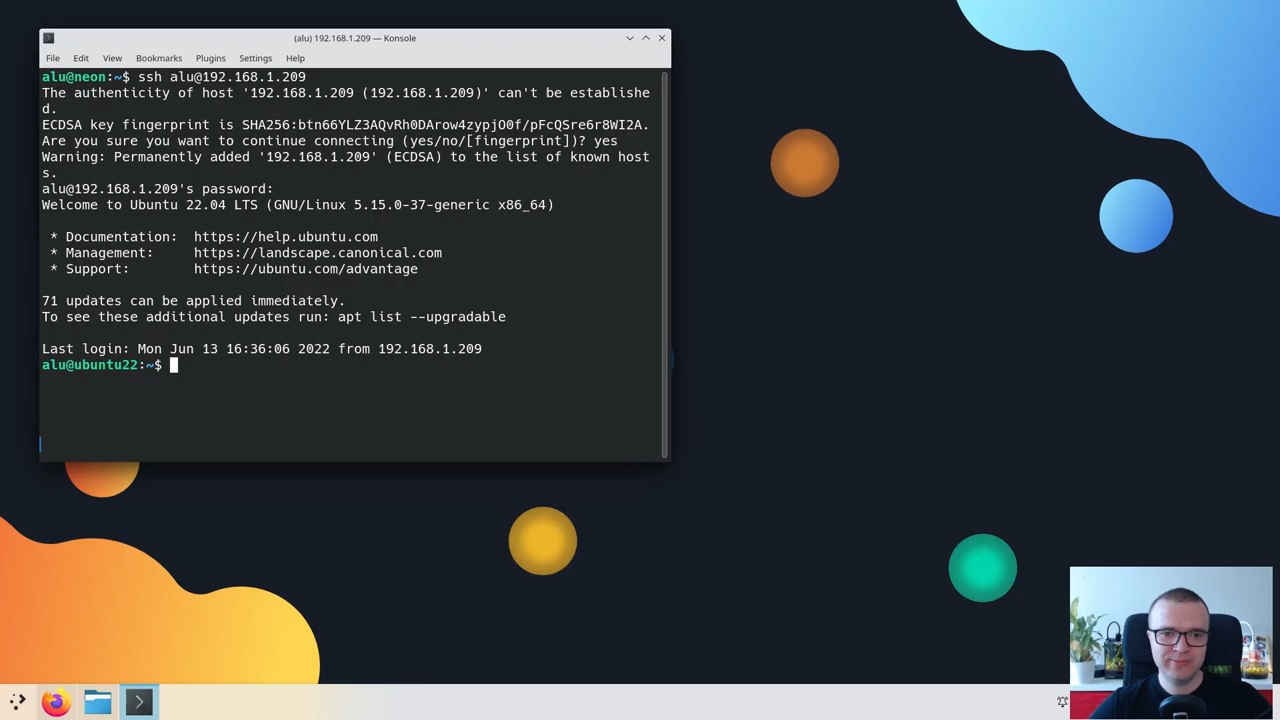 (alu) 192.168.1.209 — Konsole
File Edit View Bookmarks Plugins Settings Help
alu@neon:~$ ssh alu@192.168.1.209
The authenticity of host '192.168.1.209 (192.168.1.209)' can't be establishe
d.
ECDSA key fingerprint is SHA256:btn66YLZ3AQvRh0DArow4zypjO0f/pFcQSre6r8WI2A.
Are you sure you want to continue connecting (yes/no/[fingerprint])? yes
Warning: Permanently added '192.168.1.209' (ECDSA) to the list of known host
s.
alu@192.168.1.209's password:
Welcome to Ubuntu 22.04 LTS (GNU/Linux 5.15.0-37-generic x86_64)
* Documentation: https://help.ubuntu.com
* Management: https://landscape.canonical.com
* Support: https://ubuntu.com/advantage
71 updates can be applied immediately.
To see these additional updates run: apt list --upgradable
Last login: Mon Jun 13 16:36:06 2022 from 192.168.1.209
alu@ubuntu22:~$